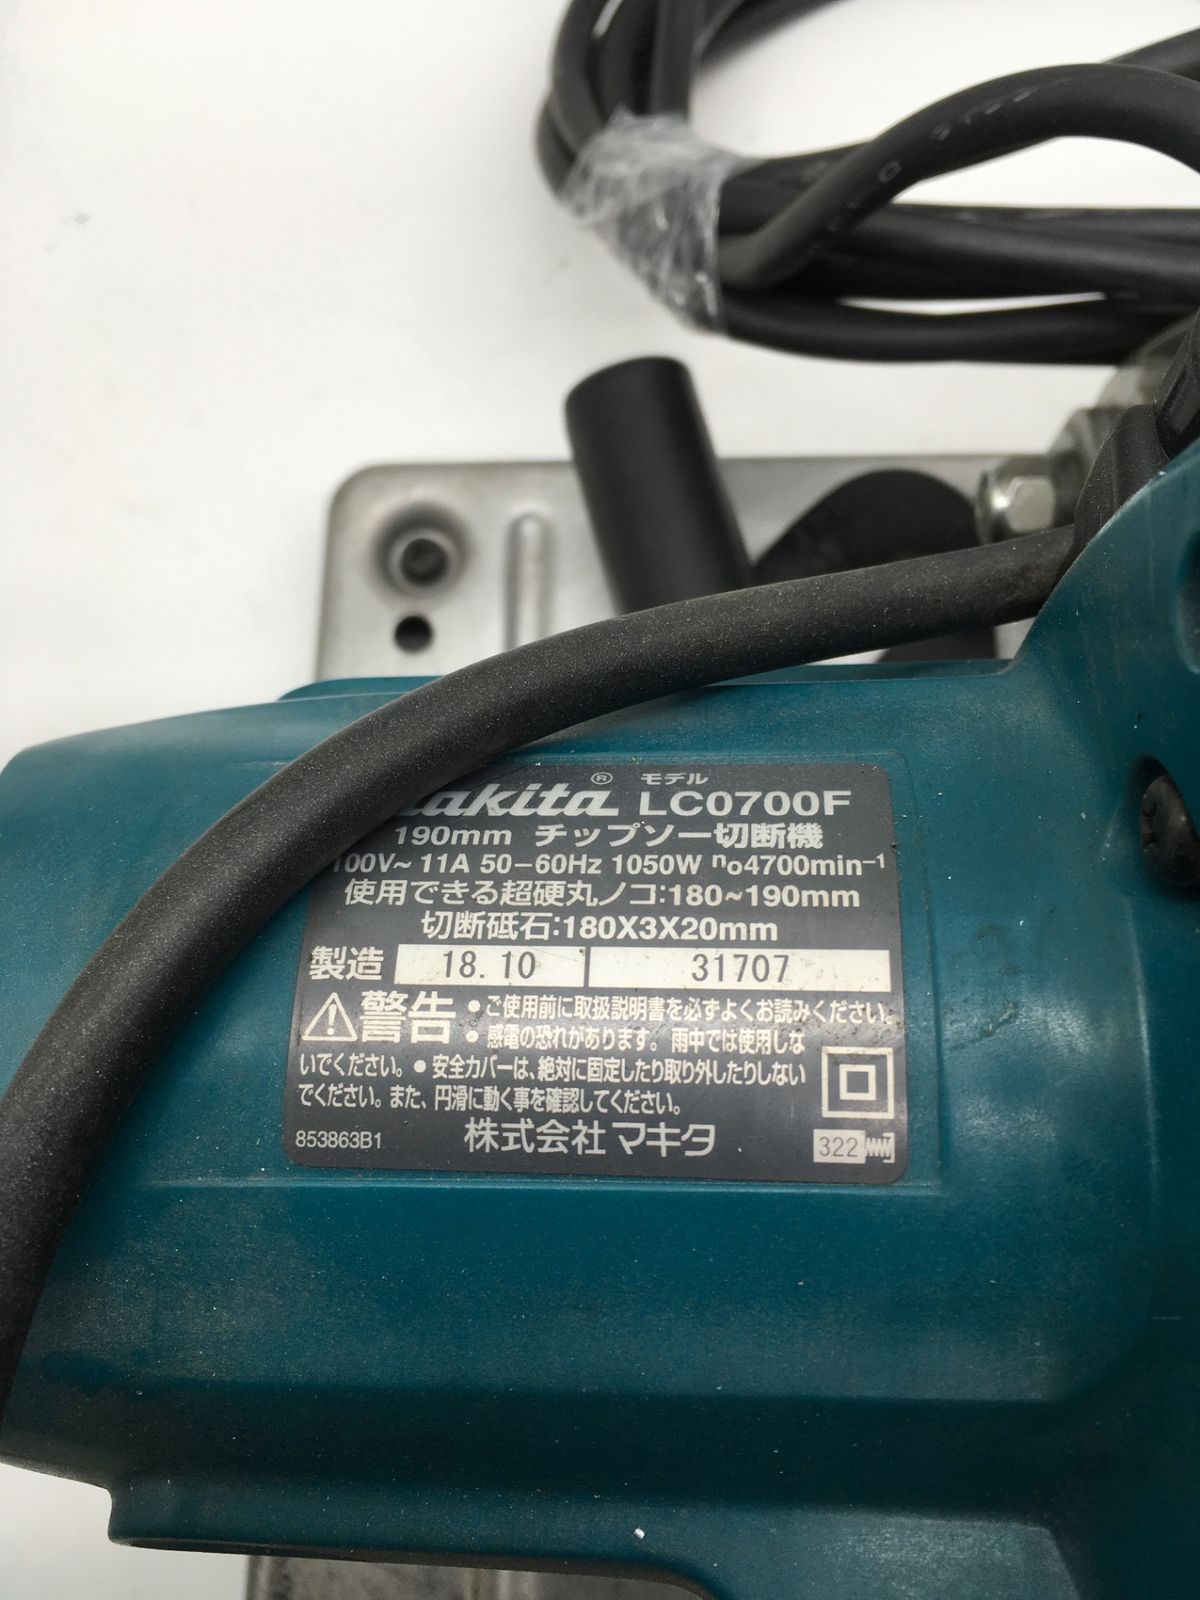 makita® モデル LC0700F
190mm チップソー切断機
100V~ 11A 50-60Hz 1050W n₀4700min⁻¹
使用できる超硬丸ノコ:180~190mm
切断砥石:180X3X20mm
製造 18.10 31707
警告 ●ご使用前に取扱説明書を必ずよくお読みください。
●感電の恐れがあります。雨中では使用しな
いでください。●安全カバーは、絶対に固定したり取り外したりしない
でください。また、円滑に動く事を確認してください。
853863B1 株式会社マキタ 322